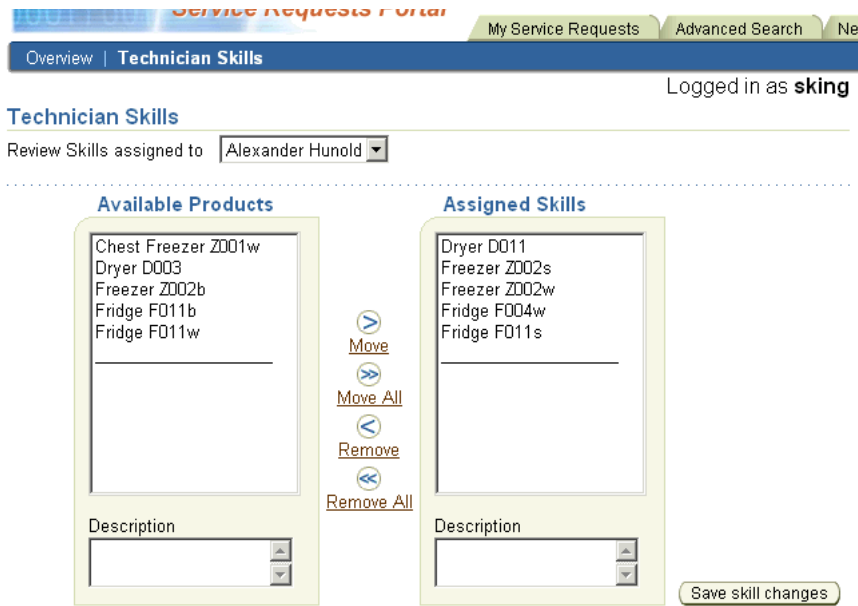 Service Requests Portal
My Service Requests
Advanced Search
Overview | Technician Skills
Logged in as sking
Technician Skills
Review Skills assigned to Alexander Hunold
Available Products
Chest Freezer Z001w
Dryer D003
Freezer Z002b
Fridge F011b
Fridge F011w
Description
Move
Move All
Remove
Remove All
Assigned Skills
Dryer D011
Freezer Z002s
Freezer Z002w
Fridge F004w
Fridge F011s
Description
Save skill changes